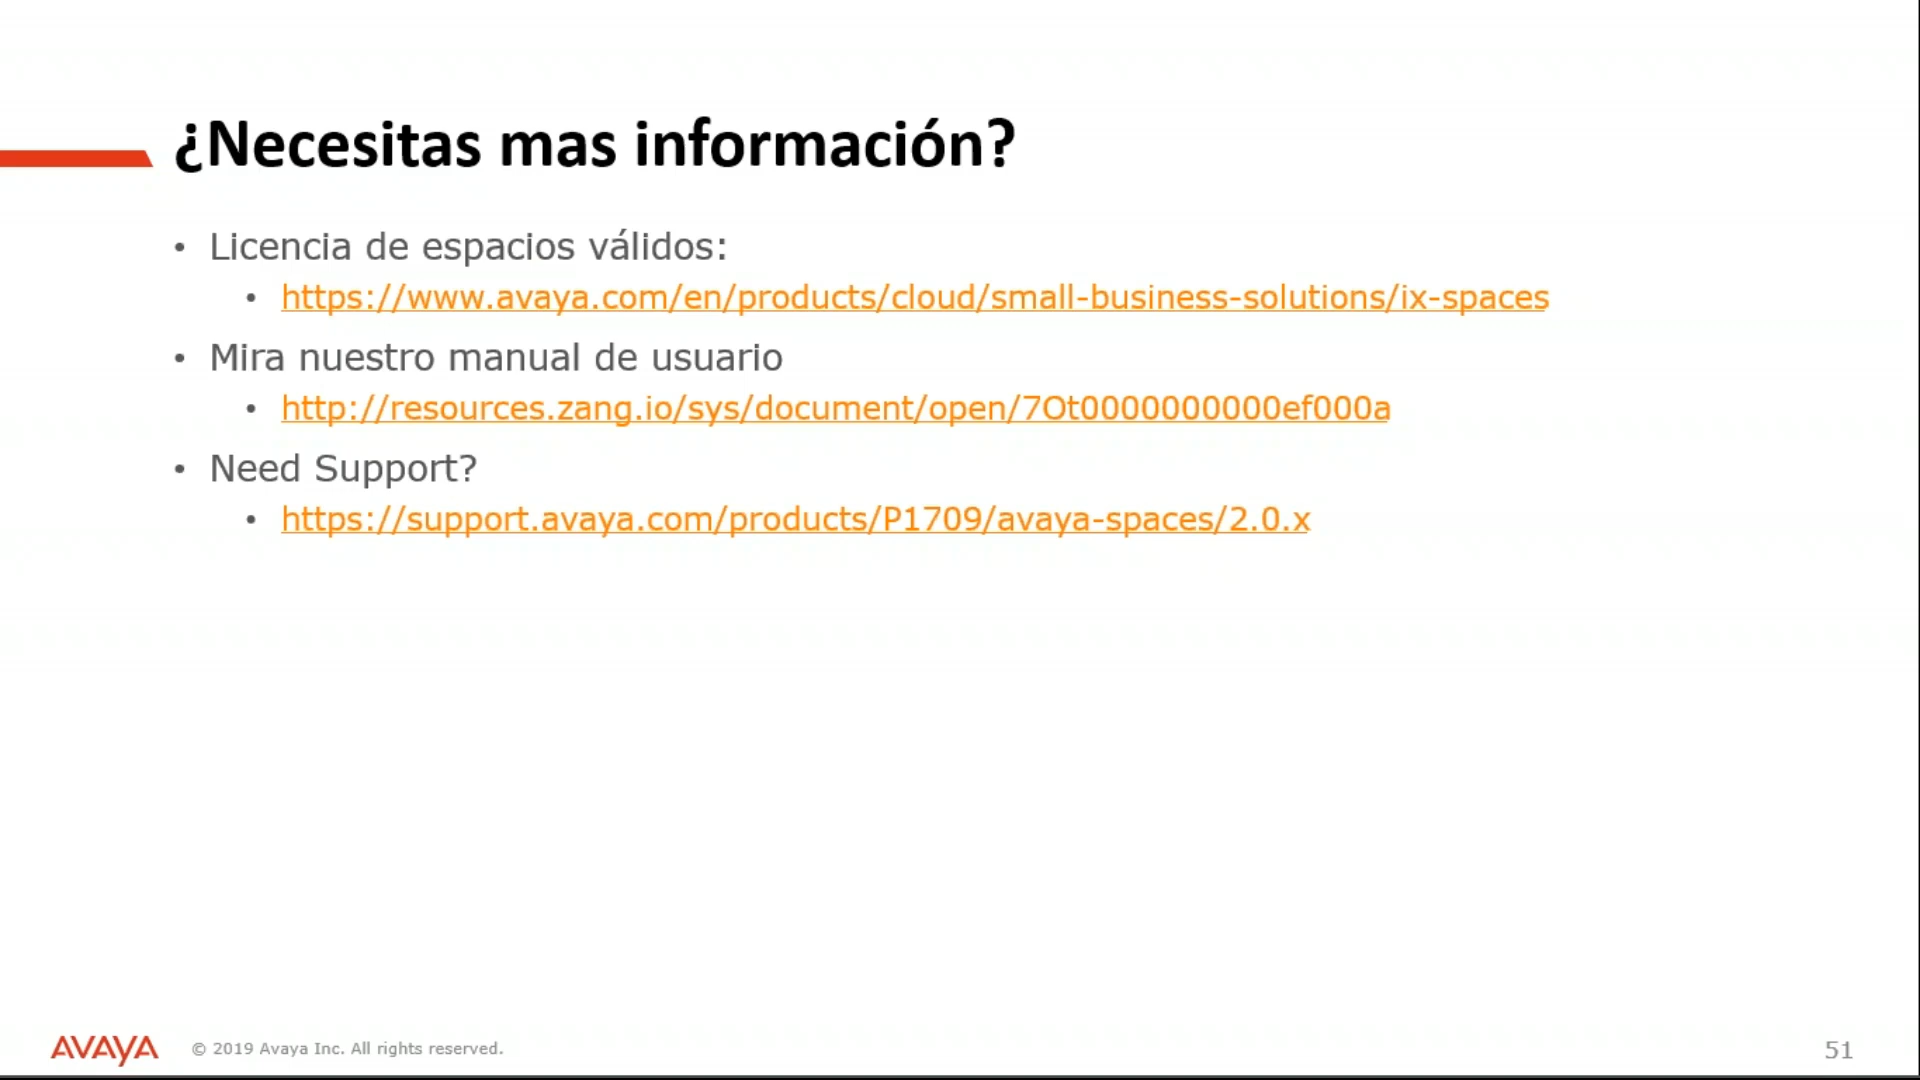 ¿Necesitas mas información?
• Licencia de espacios válidos:
• https://www.avaya.com/en/products/cloud/small-business-solutions/ix-spaces
• Mira nuestro manual de usuario
• http://resources.zang.io/sys/document/open/7Ot0000000000ef000a
• Need Support?
• https://support.avaya.com/products/P1709/avaya-spaces/2.0.x
AVAYA © 2019 Avaya Inc. All rights reserved. 51